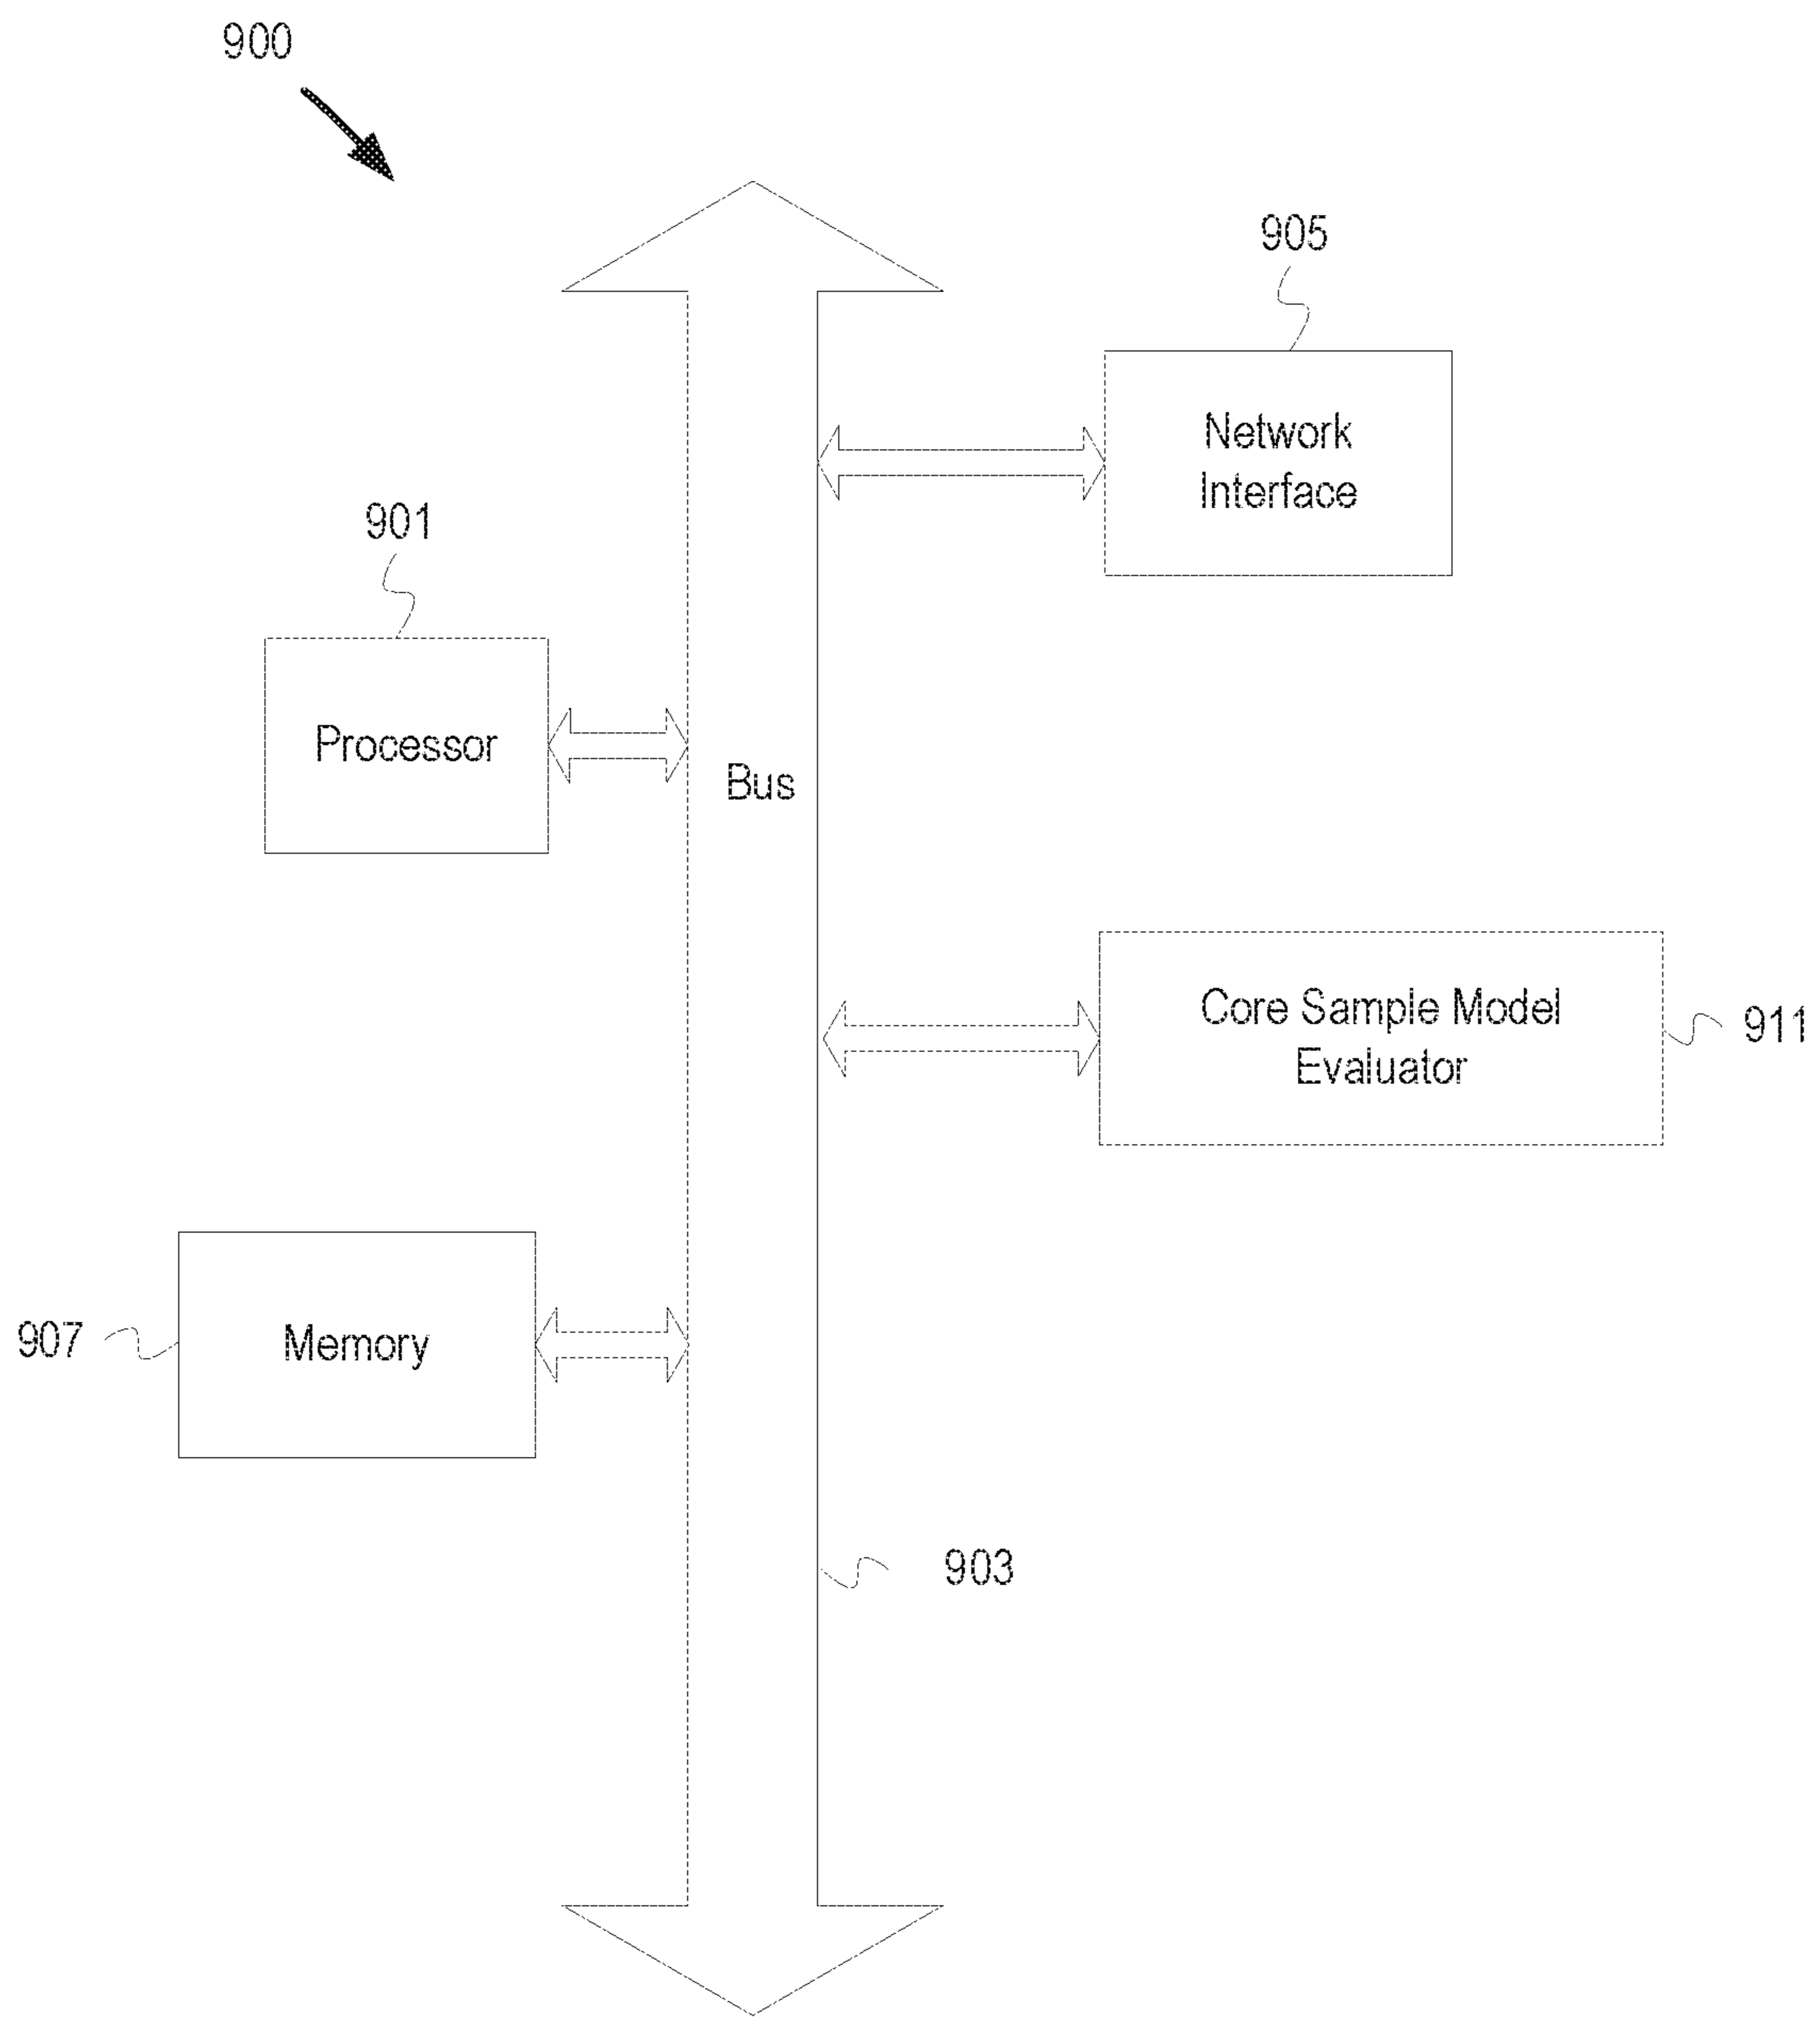 900
905
Network
Interface
901
Processor
Bus
Core Sample Model
Evaluator
911
907
Memory
903